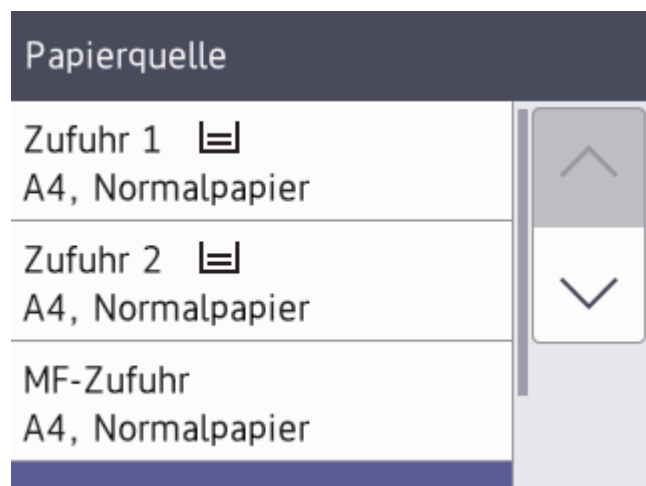 Papierquelle
Zufuhr 1
A4, Normalpapier
Zufuhr 2
A4, Normalpapier
MF-Zufuhr
A4, Normalpapier